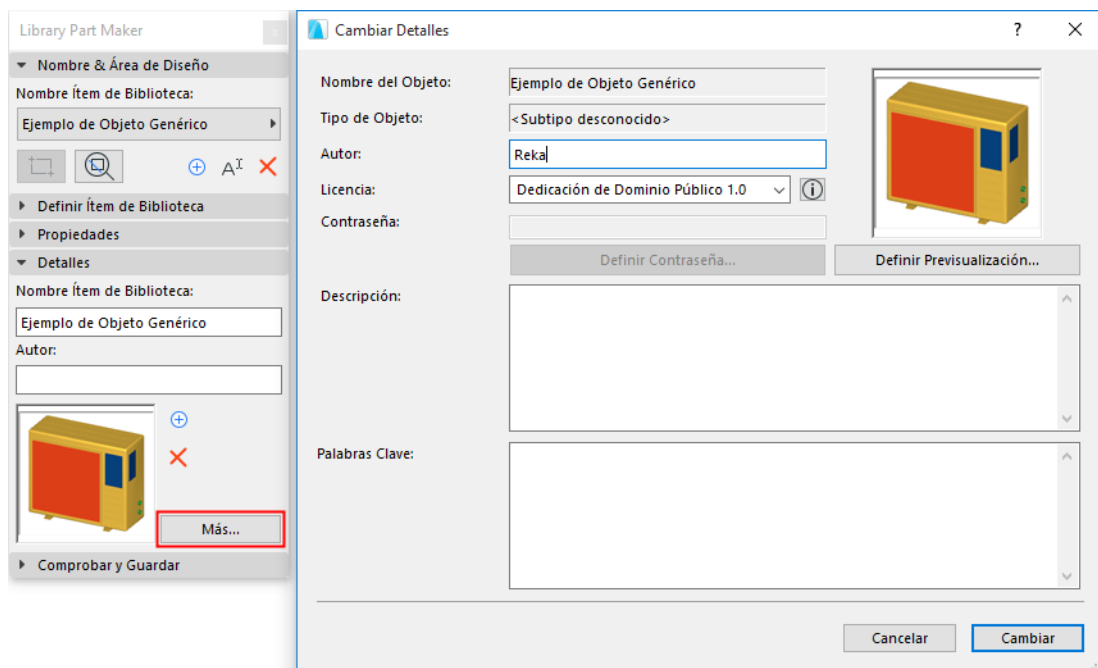 Library Part Maker
Nombre & Área de Diseño
Nombre Ítem de Biblioteca:
Ejemplo de Objeto Genérico
Definir Ítem de Biblioteca
Propiedades
Detalles
Nombre Ítem de Biblioteca:
Ejemplo de Objeto Genérico
Autor:
Más...
Comprobar y Guardar
Cambiar Detalles
?
Nombre del Objeto:
Ejemplo de Objeto Genérico
Tipo de Objeto:
<Subtipo desconocido>
Autor:
Reka
Licencia:
Dedicación de Dominio Público 1.0
Contraseña:
Definir Contraseña...
Definir Previsualización...
Descripción:
Palabras Clave:
Cancelar
Cambiar